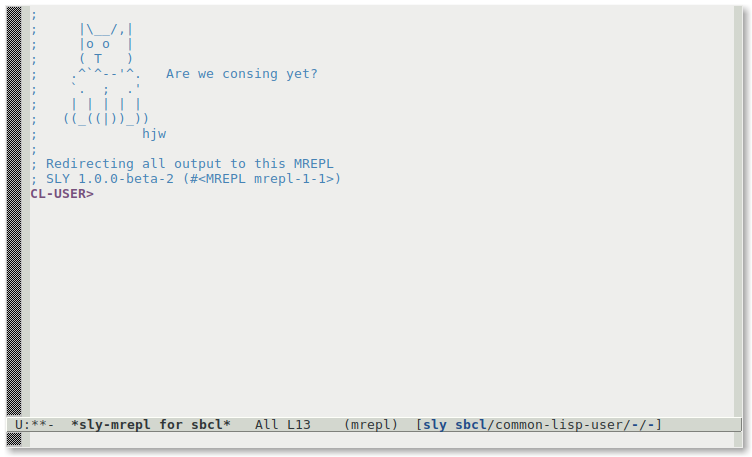 ;
;     |\__/,|
;     |o o  |
;     ( T   )
;    .^`^--'^.   Are we consing yet?
;    `.  ;  .'
;    | | | | |
;   ((_((|))_))
;             hjw
;
; Redirecting all output to this MREPL
; SLY 1.0.0-beta-2 (#<MREPL mrepl-1-1>)
CL-USER>
U:**-  *sly-mrepl for sbcl*   All L13    (mrepl)  [sly sbcl/common-lisp-user/-/-]